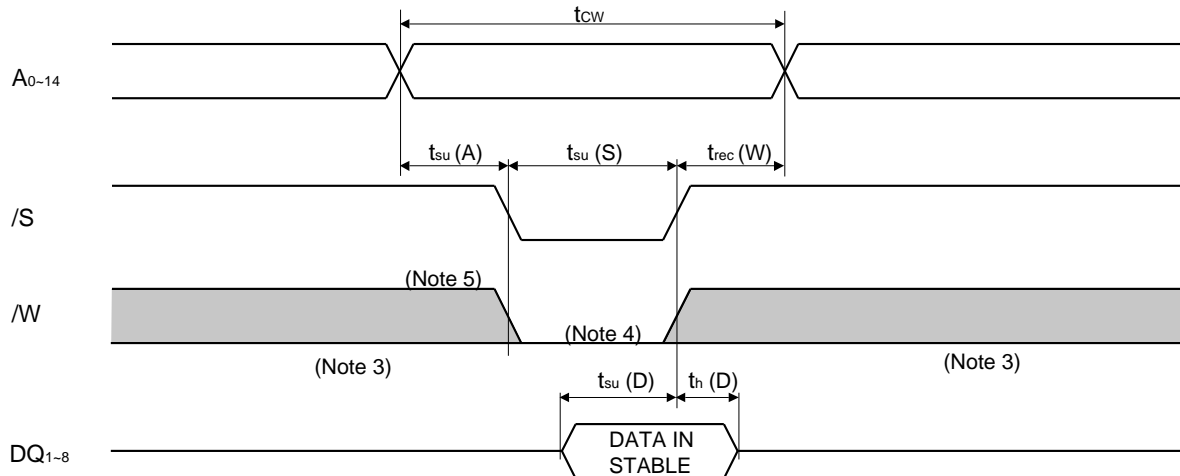 tCW
A0~14
tsu (A) tsu (S) trec (W)
/S
(Note 5)
/W
(Note 4)
(Note 3) (Note 3)
tsu (D) th (D)
DQ1~8
DATA IN
STABLE